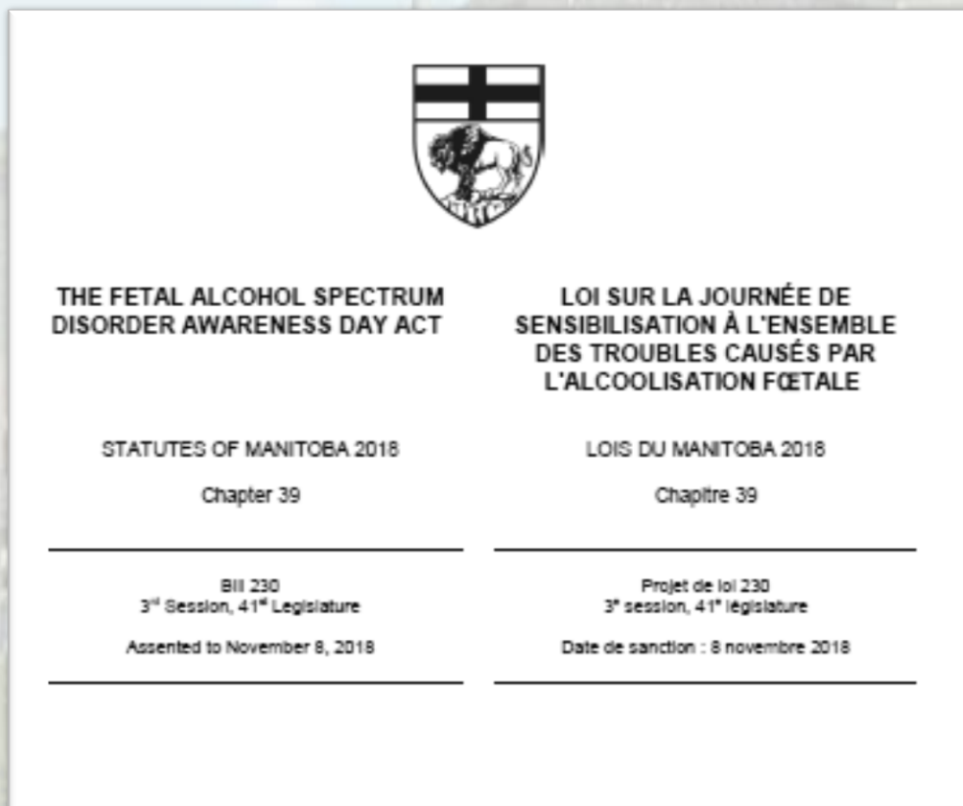 THE FETAL ALCOHOL SPECTRUM
DISORDER AWARENESS DAY ACT
STATUTES OF MANITOBA 2018
Chapter 39
Bill 230
3rd Session, 41st Legislature
Assented to November 8, 2018
LOI SUR LA JOURNÉE DE
SENSIBILISATION À L'ENSEMBLE
DES TROUBLES CAUSÉS PAR
L'ALCOOLISATION FŒTALE
LOIS DU MANITOBA 2018
Chapitre 39
Projet de loi 230
3e session, 41e législature
Date de sanction : 8 novembre 2018